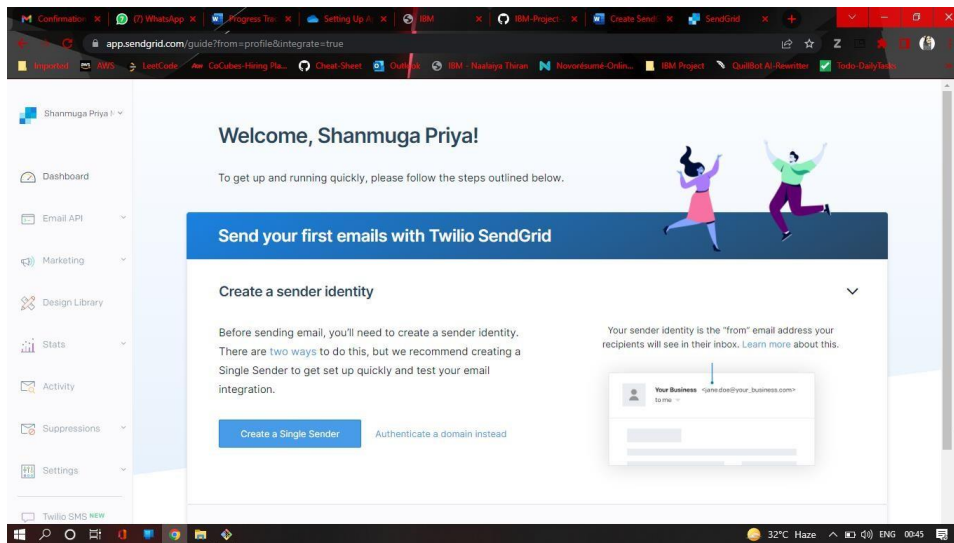 Confirmation
(7) WhatsApp
Progress Trac
Setting Up A
IBM
IBM-Project
Create Send
SendGrid
app.sendgrid.com/guide?from=profile&integrate=true
Imported
AWS
LeetCode
CoCubes-Hiring Pla...
Cheat-Sheet
Outlook
IBM - Naalaiya Thiran
Novorésumé-Onlin...
IBM Project
QuillBot AI-Rewritter
Todo-DailyTasks
Shanmuga Priya
Dashboard
Email API
Marketing
Design Library
Stats
Activity
Suppressions
Settings
Twilio SMS NEW
Welcome, Shanmuga Priya!
To get up and running quickly, please follow the steps outlined below.
Send your first emails with Twilio SendGrid
Create a sender identity
Before sending email, you'll need to create a sender identity.
There are two ways to do this, but we recommend creating a
Single Sender to get set up quickly and test your email
integration.
Create a Single Sender
Authenticate a domain instead
Your sender identity is the "from" email address your
recipients will see in their inbox. Learn more about this.
Your Business <jane.doe@your_business.com>
to me
32°C Haze
ENG
00:45